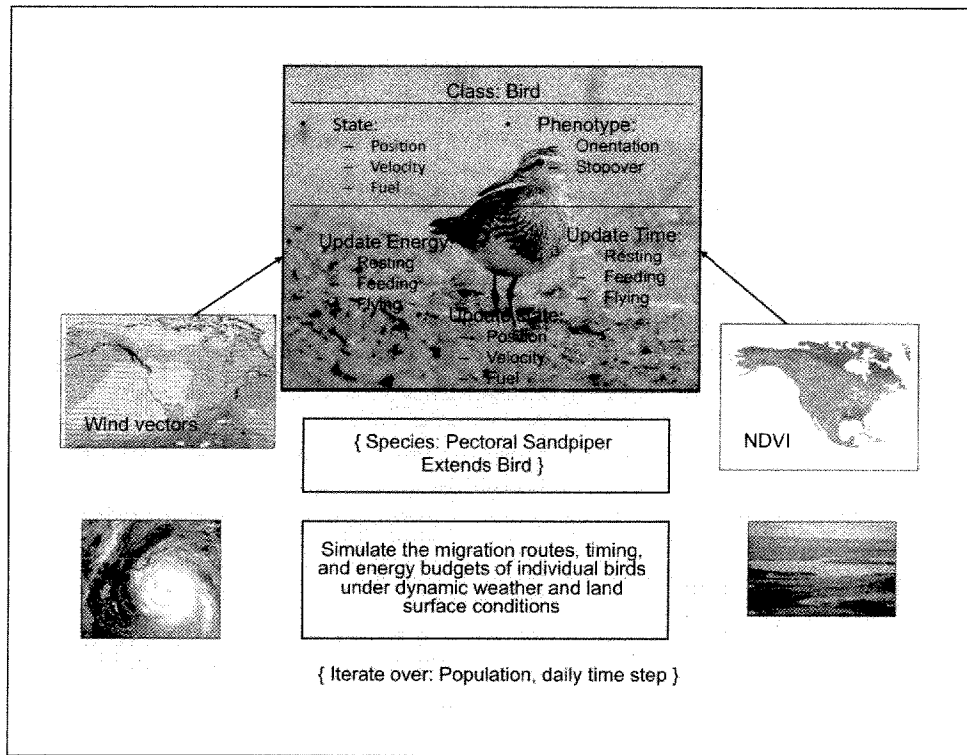 Class: Bird
• State:
– Position
– Velocity
– Fuel
• Phenotype:
– Orientation
– Stopover
Update Energy:
– Resting
– Feeding
– Flying
Update Time:
– Resting
– Feeding
– Flying
Update State:
– Position
– Velocity
– Fuel
Wind vectors
NDVI
{ Species: Pectoral Sandpiper
Extends Bird }
Simulate the migration routes, timing,
and energy budgets of individual birds
under dynamic weather and land
surface conditions
{ Iterate over: Population, daily time step }